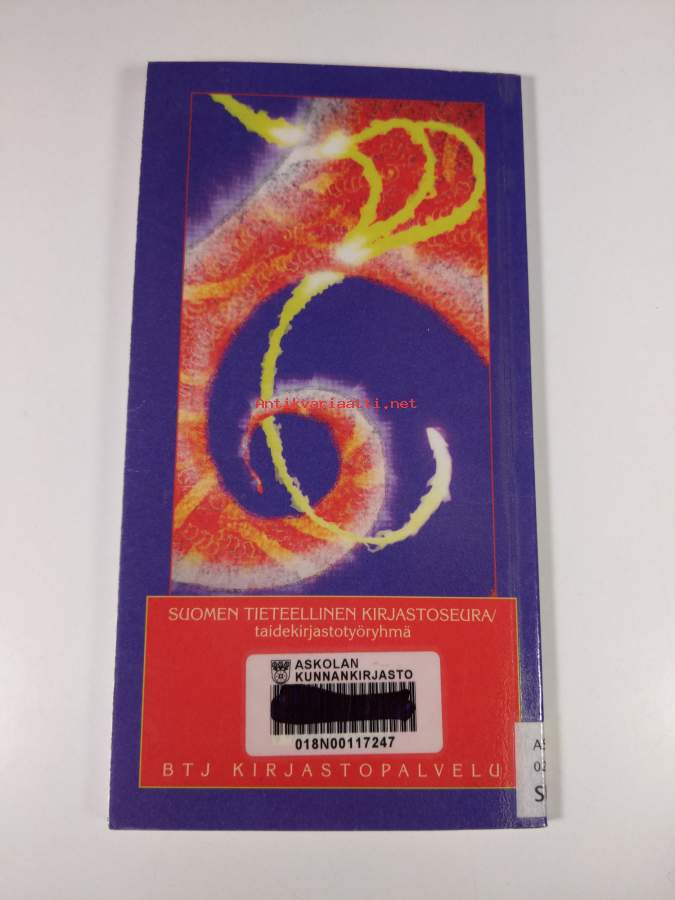 Antikvariaatti.net
SUOMEN TIETEELLINEN KIRJASTOSEURA/
taidekirjastotyöryhmä
ASKOLAN
KUNNANKIRJASTO
018N00117247
BTJ KIRJASTOPALVELU